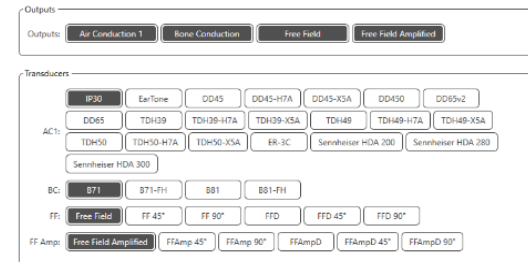 Outputs
Outputs: Air Conduction 1 Bone Conduction Free Field Free Field Amplified
Transducers
IP30 EarTone DD45 DD45-H7A DD45-X5A DD450 DD65v2
DD65 TDH39 TDH39-H7A TDH39-X5A TDH49 TDH49-H7A TDH49-X5A
AC1:
TDH50 TDH50-H7A TDH50-X5A ER-3C Sennheiser HDA 200 Sennheiser HDA 280
Sennheiser HDA 300
BC: B71 B71-FH B81 B81-FH
FF: Free Field FF 45° FF 90° FFD FFD 45° FFD 90°
FF Amp: Free Field Amplified FFAmp 45° FFAmp 90° FFAmpD FFAmpD 45° FFAmpD 90°